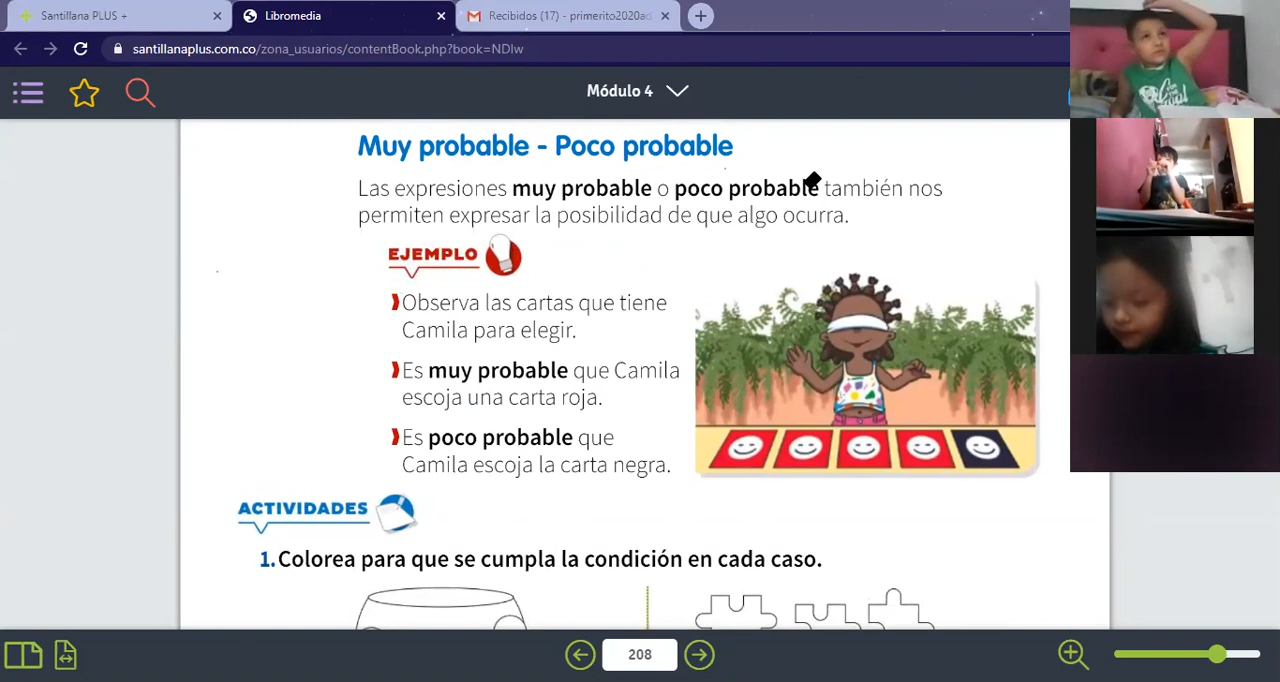 Santillana PLUS +
Libromedia
Recibidos (17) - primerito2020ad
santillanaplus.com.co/zona_usuarios/contentBook.php?book=NDIw
Módulo 4
Muy probable - Poco probable
Las expresiones muy probable o poco probable también nos
permiten expresar la posibilidad de que algo ocurra.
EJEMPLO
Observa las cartas que tiene
Camila para elegir.
Es muy probable que Camila
escoja una carta roja.
Es poco probable que
Camila escoja la carta negra.
ACTIVIDADES
1. Colorea para que se cumpla la condición en cada caso.
208